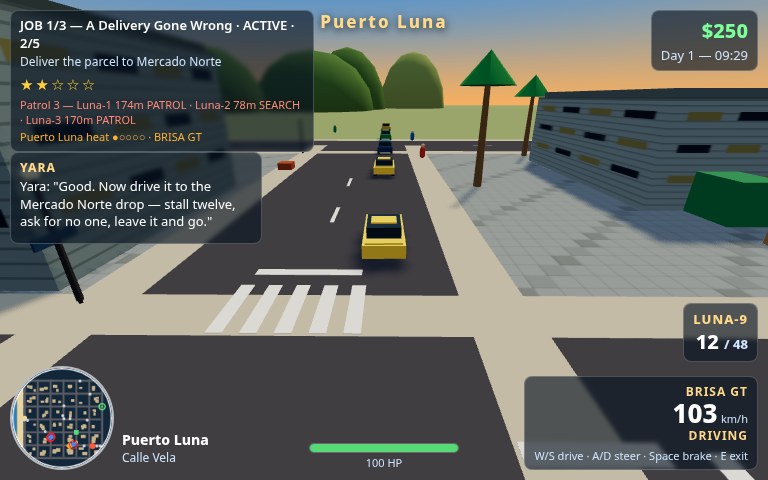 JOB 1/3 — A Delivery Gone Wrong · ACTIVE ·
2/5
Deliver the parcel to Mercado Norte
★★☆☆☆
Patrol 3 — Luna-1 174m PATROL · Luna-2 78m SEARCH
· Luna-3 170m PATROL
Puerto Luna heat ●○○○○ · BRISA GT
YARA
Yara: "Good. Now drive it to the
Mercado Norte drop — stall twelve,
ask for no one, leave it and go."
Puerto Luna
$250
Day 1 — 09:29
LUNA-9
12 / 48
BRISA GT
103 km/h
DRIVING
W/S drive · A/D steer · Space brake · E exit
Puerto Luna
Calle Vela
100 HP